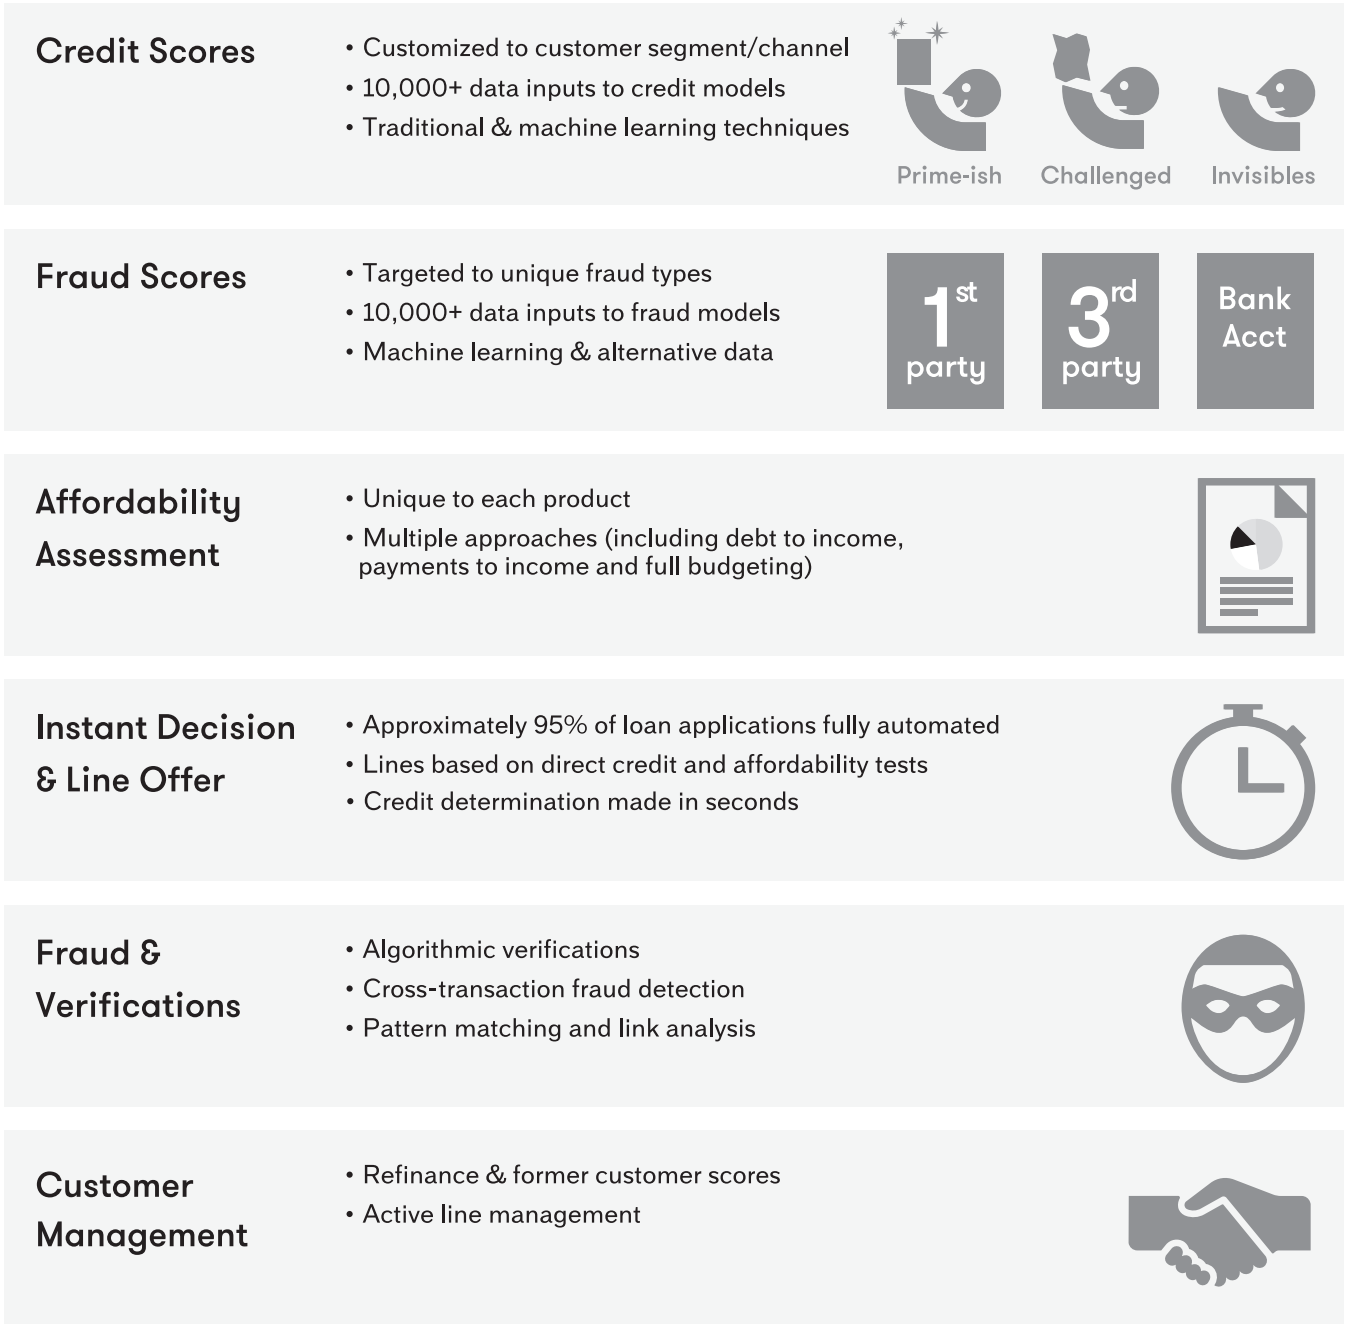 Credit Scores
• Customized to customer segment/channel
• 10,000+ data inputs to credit models
• Traditional & machine learning techniques
Prime-ish
Challenged
Invisibles
Fraud Scores
• Targeted to unique fraud types
• 10,000+ data inputs to fraud models
• Machine learning & alternative data
1st
party
3rd
party
Bank
Acct
Affordability
Assessment
• Unique to each product
• Multiple approaches (including debt to income,
payments to income and full budgeting)
Instant Decision
& Line Offer
• Approximately 95% of loan applications fully automated
• Lines based on direct credit and affordability tests
• Credit determination made in seconds
Fraud &
Verifications
• Algorithmic verifications
• Cross-transaction fraud detection
• Pattern matching and link analysis
Customer
Management
• Refinance & former customer scores
• Active line management